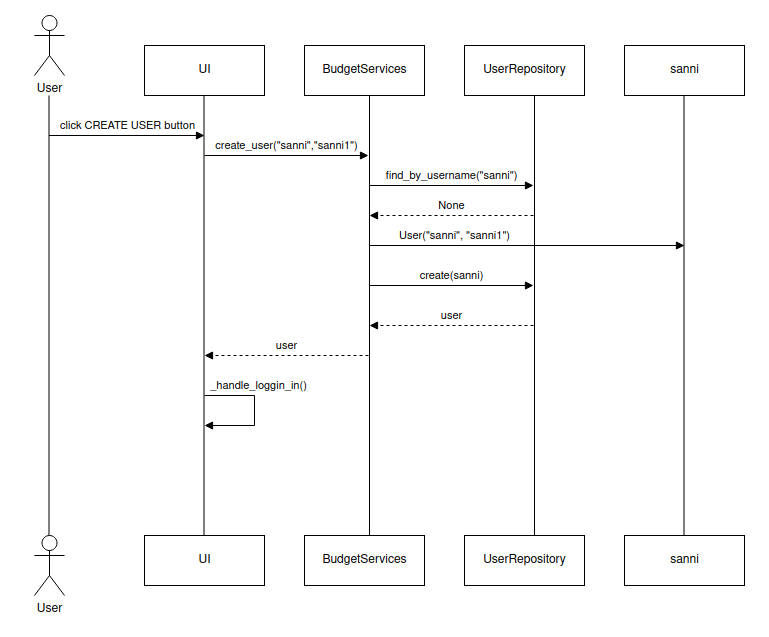 User
UI
BudgetServices
UserRepository
sanni
click CREATE USER button
create_user("sanni","sanni1")
find_by_username("sanni")
None
User("sanni", "sanni1")
create(sanni)
user
user
_handle_loggin_in()
User
UI
BudgetServices
UserRepository
sanni